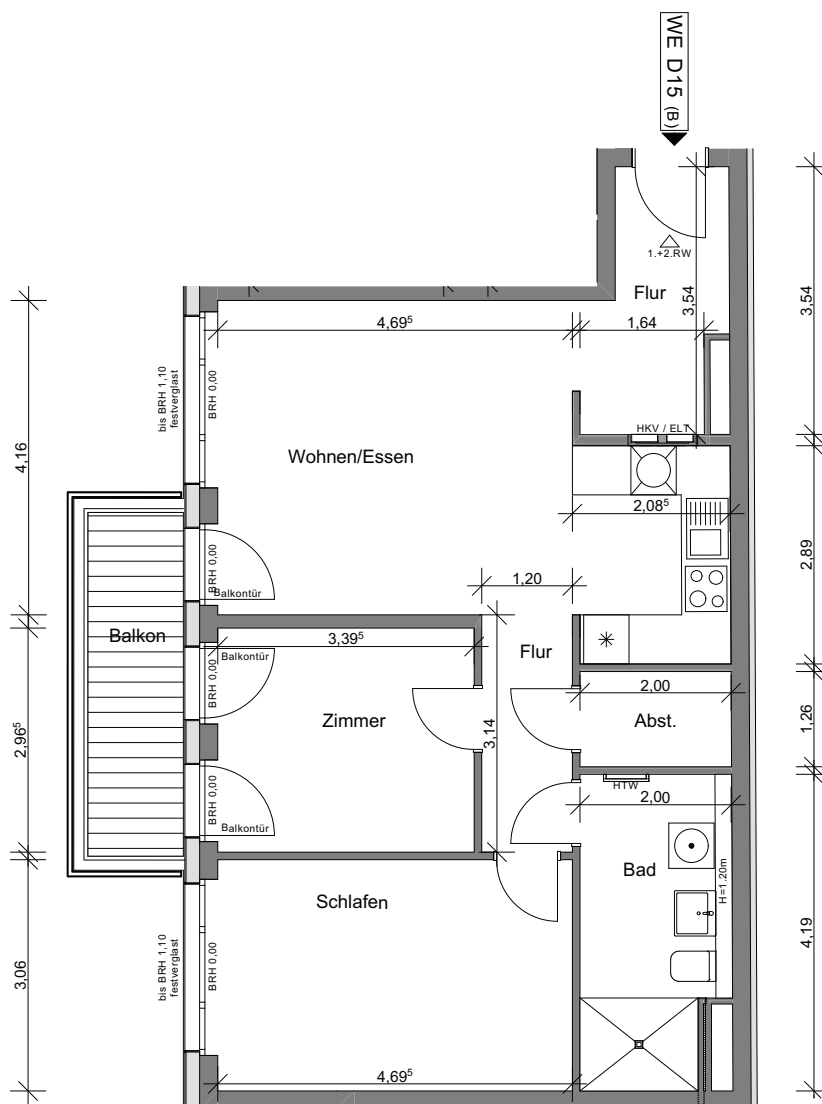 WE D15 (B)
1.+2.RW
Flur
3,54
3,54
4,69⁵
1,64
bis BRH 1,10
festverglast
BRH 0,00
HKV / ELT
4,16
Wohnen/Essen
2,08⁵
2,89
BRH 0,00
Balkontür
1,20
Balkon
3,39⁵
Flur
Balkontür
BRH 0,00
2,00
Zimmer
Abst.
1,26
2,96⁵
3,14
HTW
2,00
BRH 0,00
Balkontür
Bad
H=1.20m
Schlafen
4,19
bis BRH 1,10
festverglast
BRH 0,00
3,06
4,69⁵